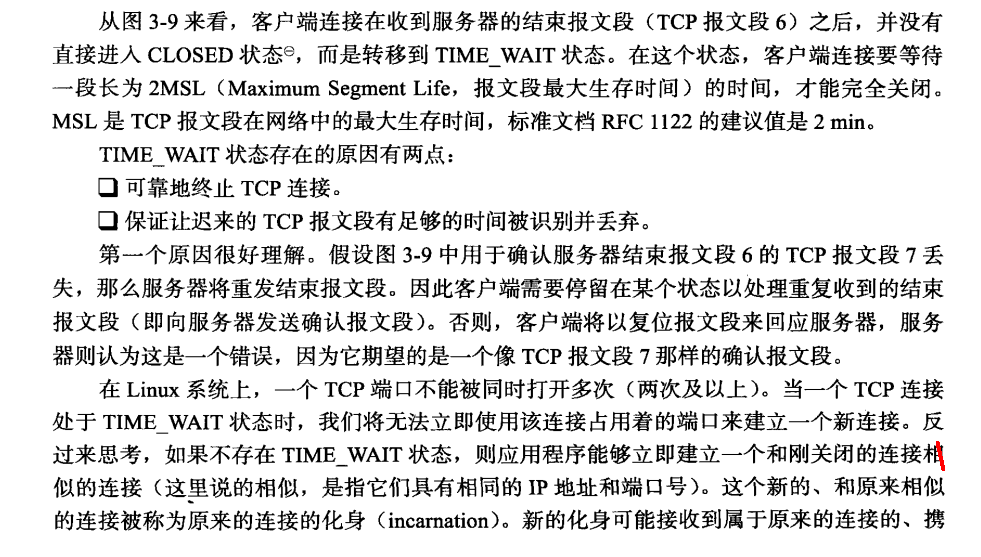 从图 3-9 来看，客户端连接在收到服务器的结束报文段（TCP 报文段 6）之后，并没有
直接进入 CLOSED 状态⊖，而是转移到 TIME_WAIT 状态。在这个状态，客户端连接要等待
一段长为 2MSL（Maximum Segment Life，报文段最大生存时间）的时间，才能完全关闭。
MSL 是 TCP 报文段在网络中的最大生存时间，标准文档 RFC 1122 的建议值是 2 min。
TIME_WAIT 状态存在的原因有两点：
❑ 可靠地终止 TCP 连接。
❑ 保证让迟来的 TCP 报文段有足够的时间被识别并丢弃。
第一个原因很好理解。假设图 3-9 中用于确认服务器结束报文段 6 的 TCP 报文段 7 丢
失，那么服务器将重发结束报文段。因此客户端需要停留在某个状态以处理重复收到的结束
报文段（即向服务器发送确认报文段）。否则，客户端将以复位报文段来回应服务器，服务
器则认为这是一个错误，因为它期望的是一个像 TCP 报文段 7 那样的确认报文段。
在 Linux 系统上，一个 TCP 端口不能被同时打开多次（两次及以上）。当一个 TCP 连接
处于 TIME_WAIT 状态时，我们将无法立即使用该连接占用着的端口来建立一个新连接。反
过来思考，如果不存在 TIME_WAIT 状态，则应用程序能够立即建立一个和刚关闭的连接相
似的连接（这里说的相似，是指它们具有相同的 IP 地址和端口号）。这个新的、和原来相似
的连接被称为原来的连接的化身（incarnation）。新的化身可能接收到属于原来的连接的、携